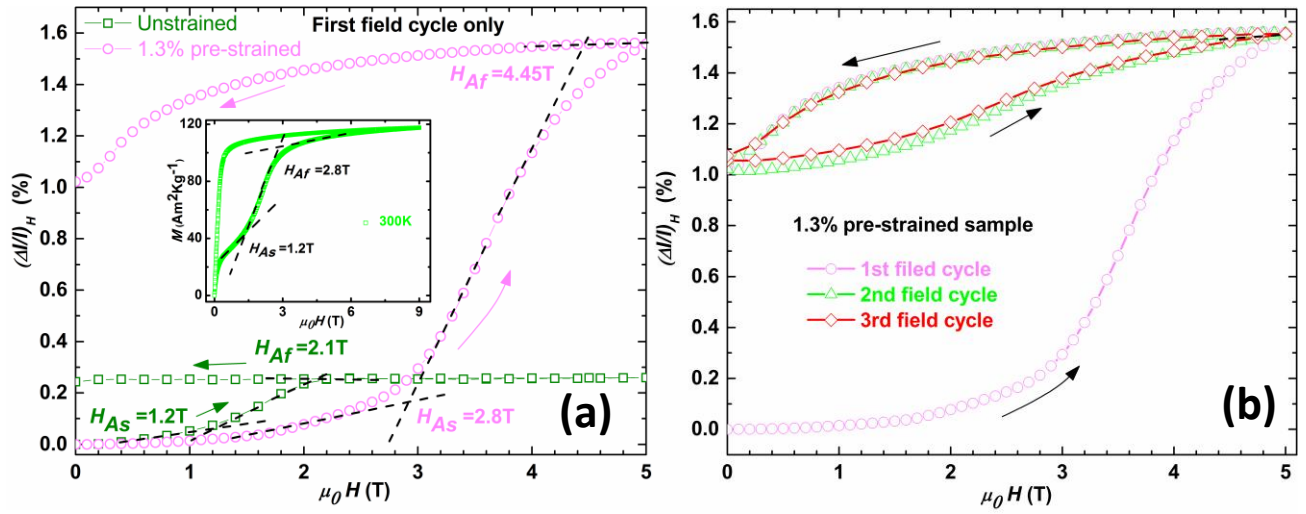 Unstrained
1.3% pre-strained
First field cycle only
(Δl/l)H (%)
1.6
1.4
1.2
1.0
0.8
0.6
0.4
0.2
0.0
HAf=4.45T
M (Am2Kg-1)
120
80
40
0
HAf=2.8T
300K
HAs=1.2T
0 3 6 9
μ0H (T)
HAf=2.1T
HAs=1.2T
HAs=2.8T
(a)
0 1 2 3 4 5
μ0 H (T)
(Δl/l)H (%)
1.6
1.4
1.2
1.0
0.8
0.6
0.4
0.2
0.0
1.3% pre-strained sample
1st filed cycle
2nd field cycle
3rd field cycle
(b)
0 1 2 3 4 5
μ0 H (T)